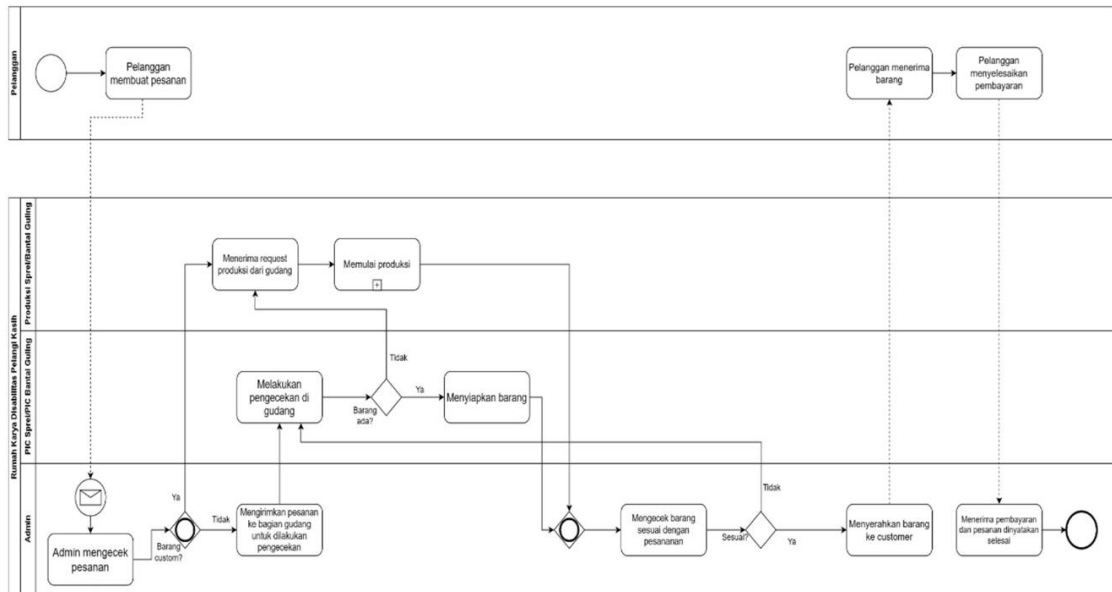 Pelanggan
Pelanggan
membuat pesanan
Pelanggan menerima
barang
Pelanggan
menyelesaikan
pembayaran
Rumah Karya Disabilitas Pelangi Kasih
Produksi Sprei/Bantal Guling
Menerima request
produksi dari gudang
Memulai produksi
PIC Sprei/PIC Bantal Guling
Melakukan
pengecekan di
gudang
Barang
ada?
Tidak
Ya
Menyiapkan barang
Admin
Admin mengecek
pesanan
Ya
Barang
custom?
Tidak
Mengirimkan pesanan
ke bagian gudang
untuk dilakukan
pengecekan
Mengecek barang
sesuai dengan
pesananan
Sesuai?
Tidak
Ya
Menyerahkan barang
ke customer
Menerima pembayaran
dan pesanan dinyatakan
selesai